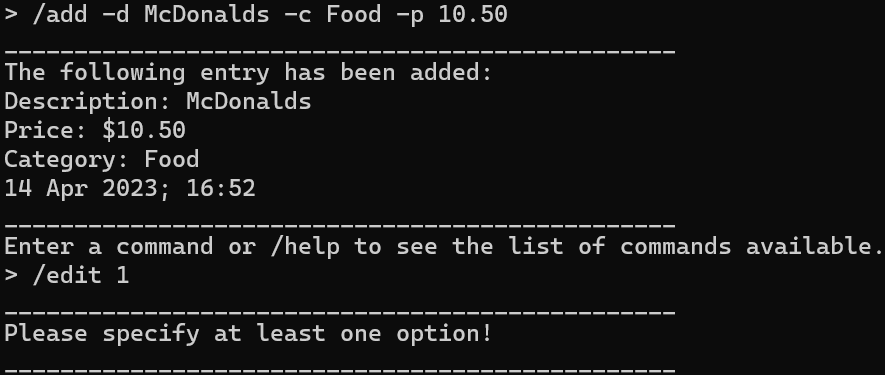 > /add -d McDonalds -c Food -p 10.50
________________________________________________
The following entry has been added:
Description: McDonalds
Price: $10.50
Category: Food
14 Apr 2023; 16:52
________________________________________________
Enter a command or /help to see the list of commands available.
> /edit 1
________________________________________________
Please specify at least one option!
________________________________________________